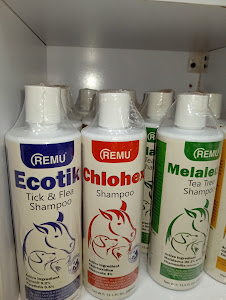 REMU
Ecotik
Tick & Flea
Shampoo
REMU
Chlohex
Shampoo
REMU
Melaleu
Tea Tree
Shampoo